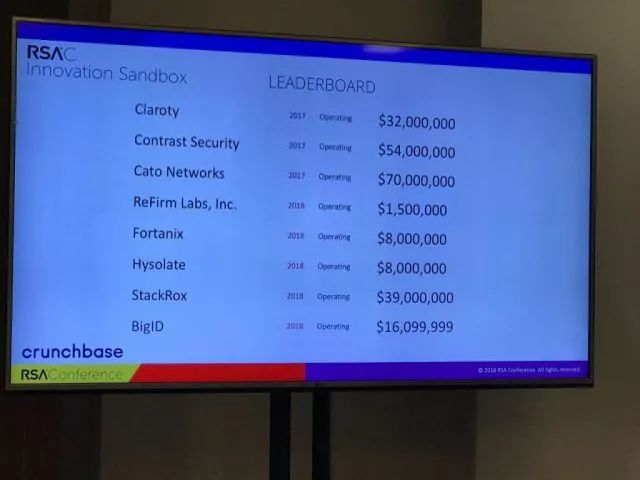 RSAC
Innovation Sandbox
LEADERBOARD
Claroty 2017 Operating $32,000,000
Contrast Security 2017 Operating $54,000,000
Cato Networks 2017 Operating $70,000,000
ReFirm Labs, Inc. 2018 Operating $1,500,000
Fortanix 2018 Operating $8,000,000
Hysolate 2018 Operating $8,000,000
StackRox 2018 Operating $39,000,000
BigID 2018 Operating $16,099,999
crunchbase
RSAConference © 2018 RSA Conference. All rights reserved.